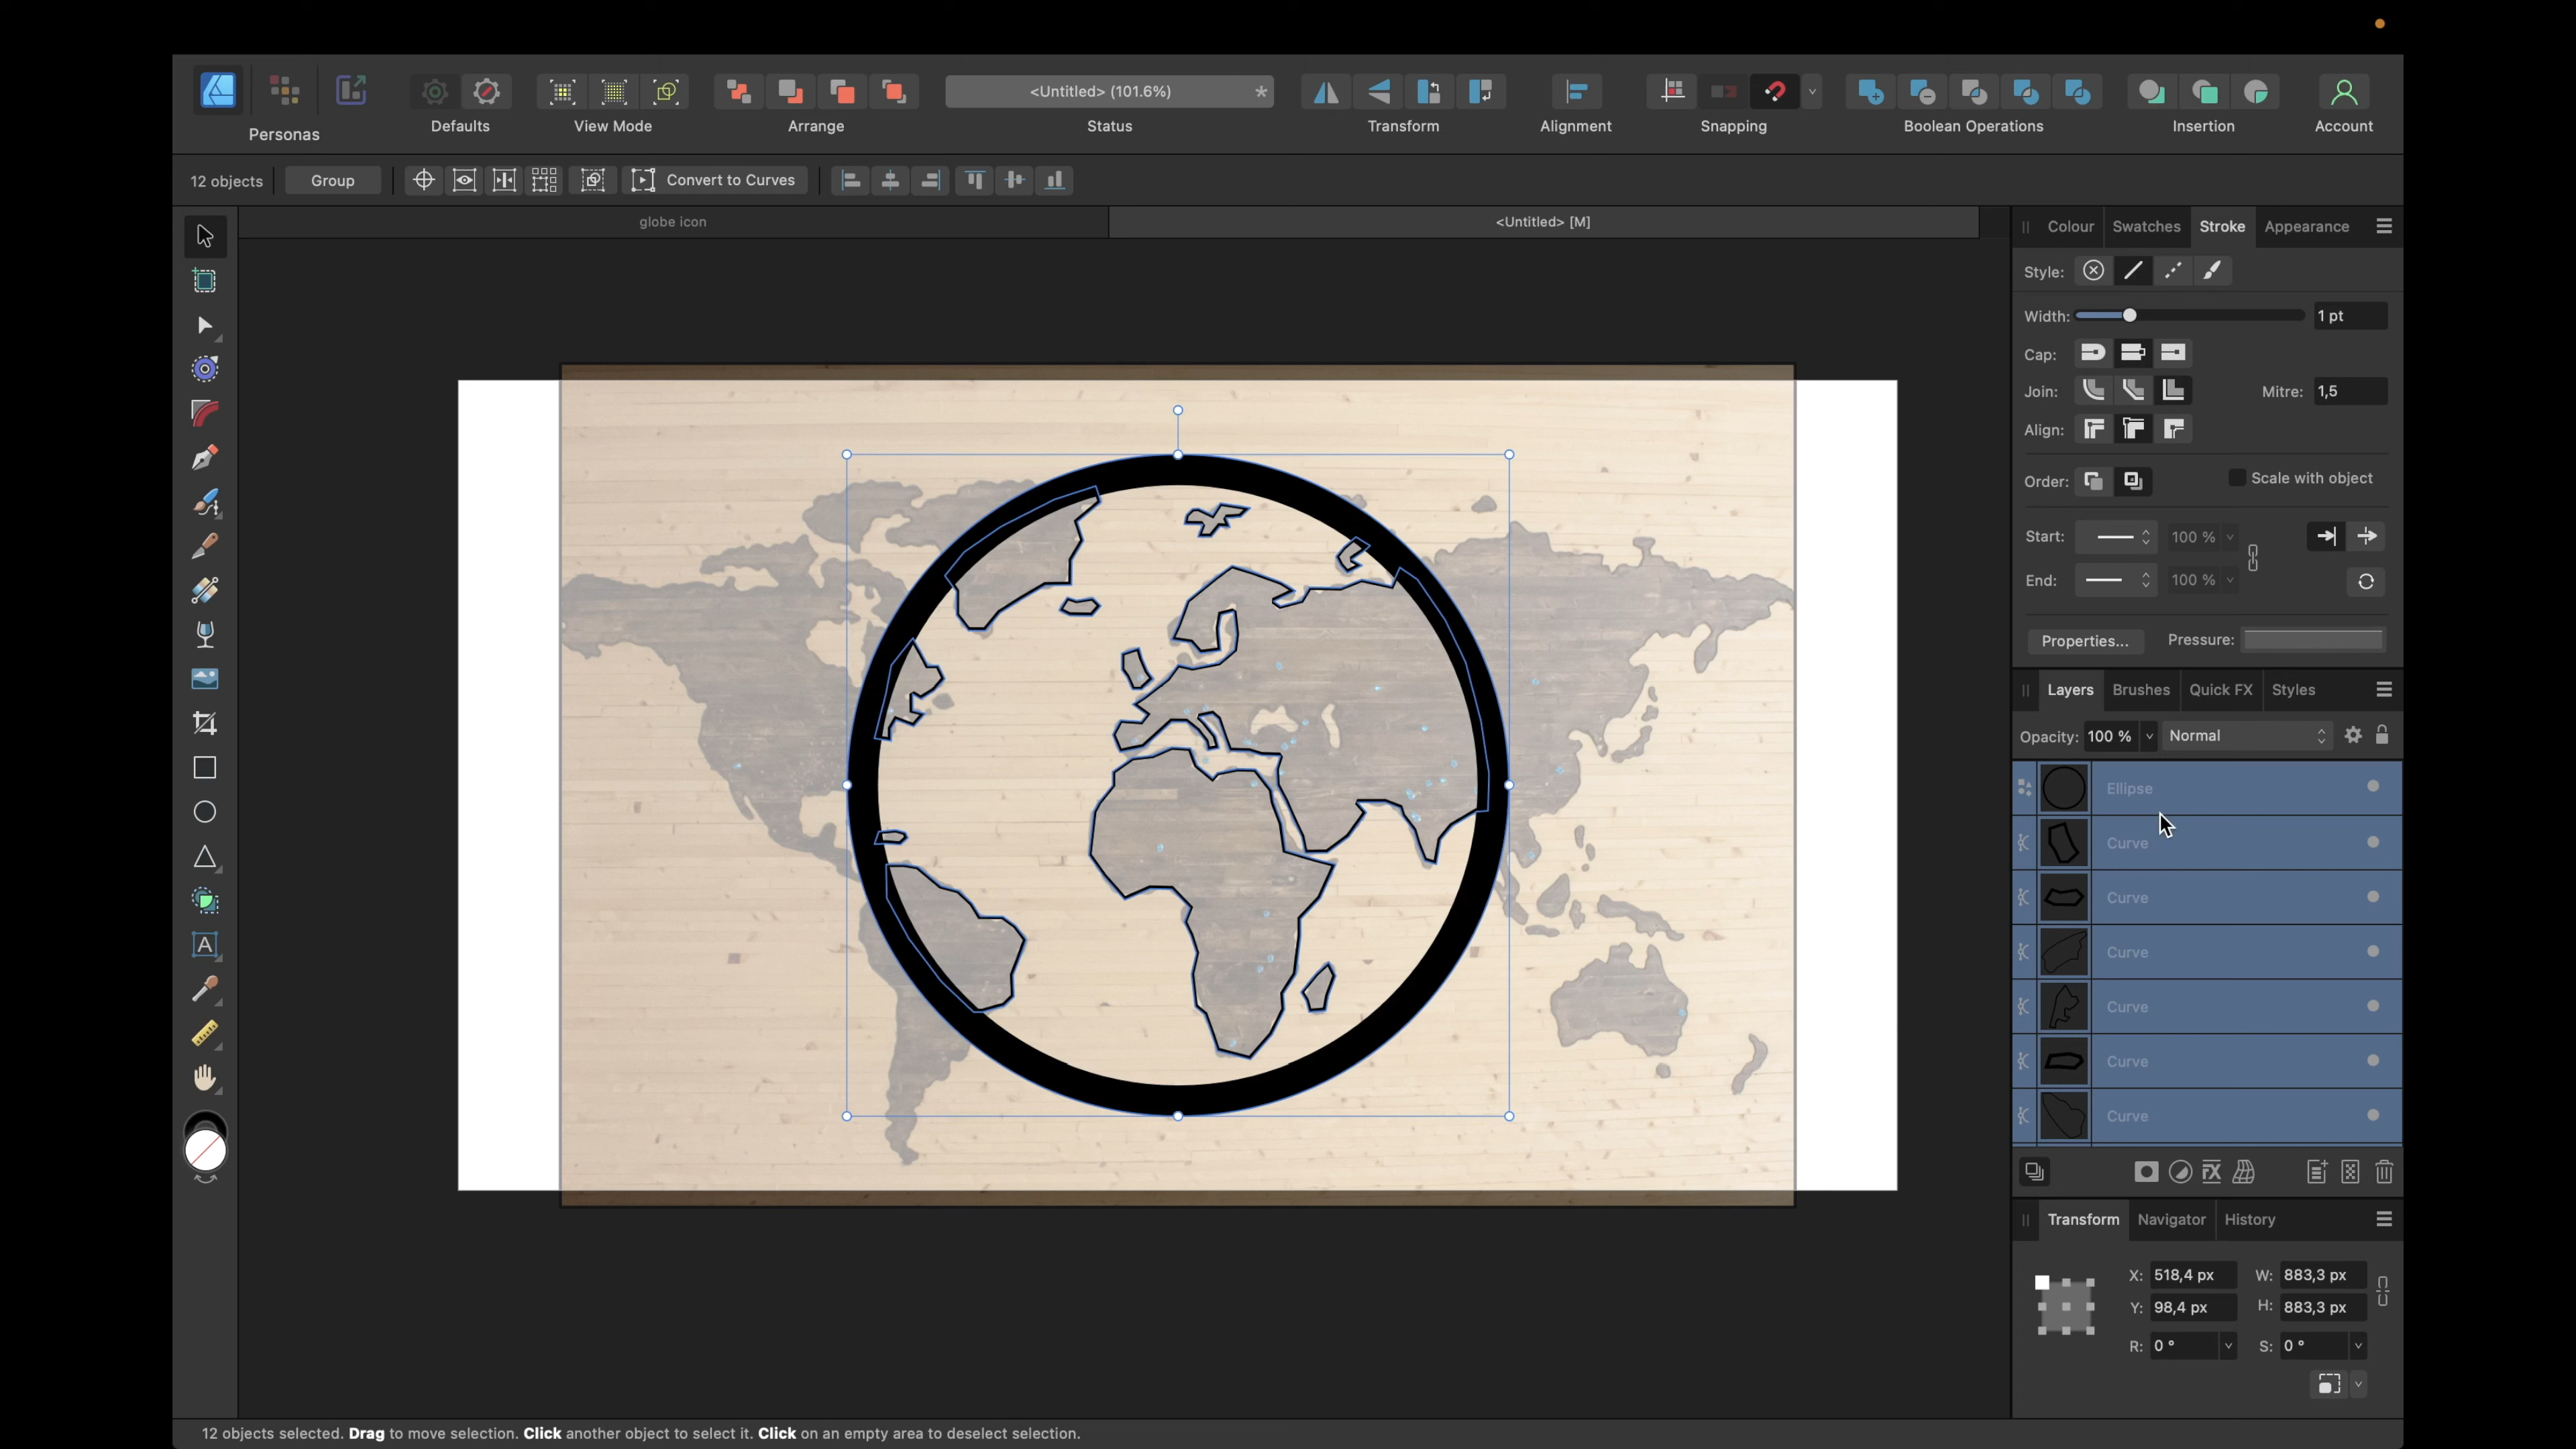 <Untitled> (101.6%)
*
Personas
Defaults
View Mode
Arrange
Status
Transform
Alignment
Snapping
Boolean Operations
Insertion
Account
12 objects
Group
Convert to Curves
globe icon
<Untitled> [M]
Colour
Swatches
Stroke
Appearance
Style:
Width:
1 pt
Cap:
Join:
Mitre:
1,5
Align:
Order:
Scale with object
Start:
100 %
End:
100 %
Properties...
Pressure:
Layers
Brushes
Quick FX
Styles
Opacity:
100 %
Normal
Ellipse
Curve
Curve
Curve
Curve
Curve
Curve
FX
A
Transform
Navigator
History
X:
518,4 px
W:
883,3 px
Y:
98,4 px
H:
883,3 px
R:
0 °
S:
0 °
12 objects selected. Drag to move selection. Click another object to select it. Click on an empty area to deselect selection.